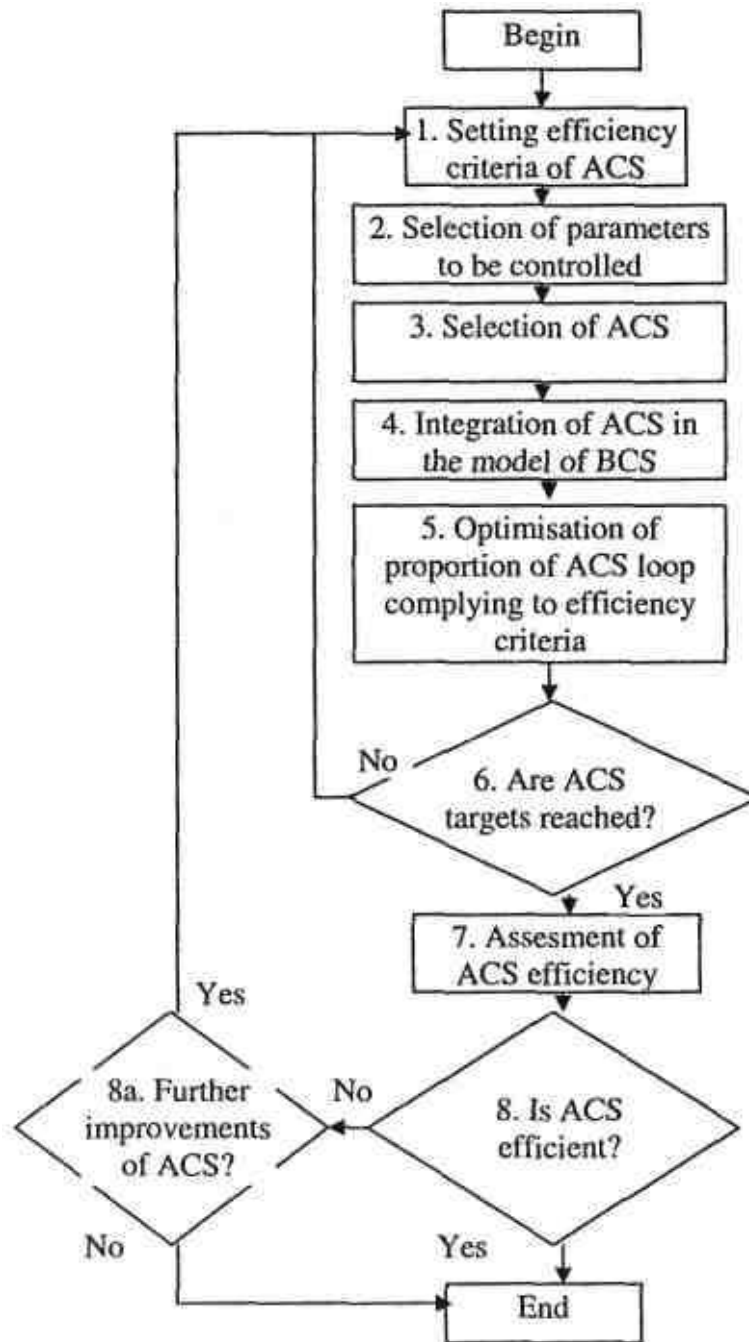 Begin
1. Setting efficiency
criteria of ACS
2. Selection of parameters
to be controlled
3. Selection of ACS
4. Integration of ACS in
the model of BCS
5. Optimisation of
proportion of ACS loop
complying to efficiency
criteria
No
6. Are ACS
targets reached?
Yes
7. Assesment of
ACS efficiency
Yes
8a. Further
improvements
of ACS?
No
8. Is ACS
efficient?
No
Yes
End